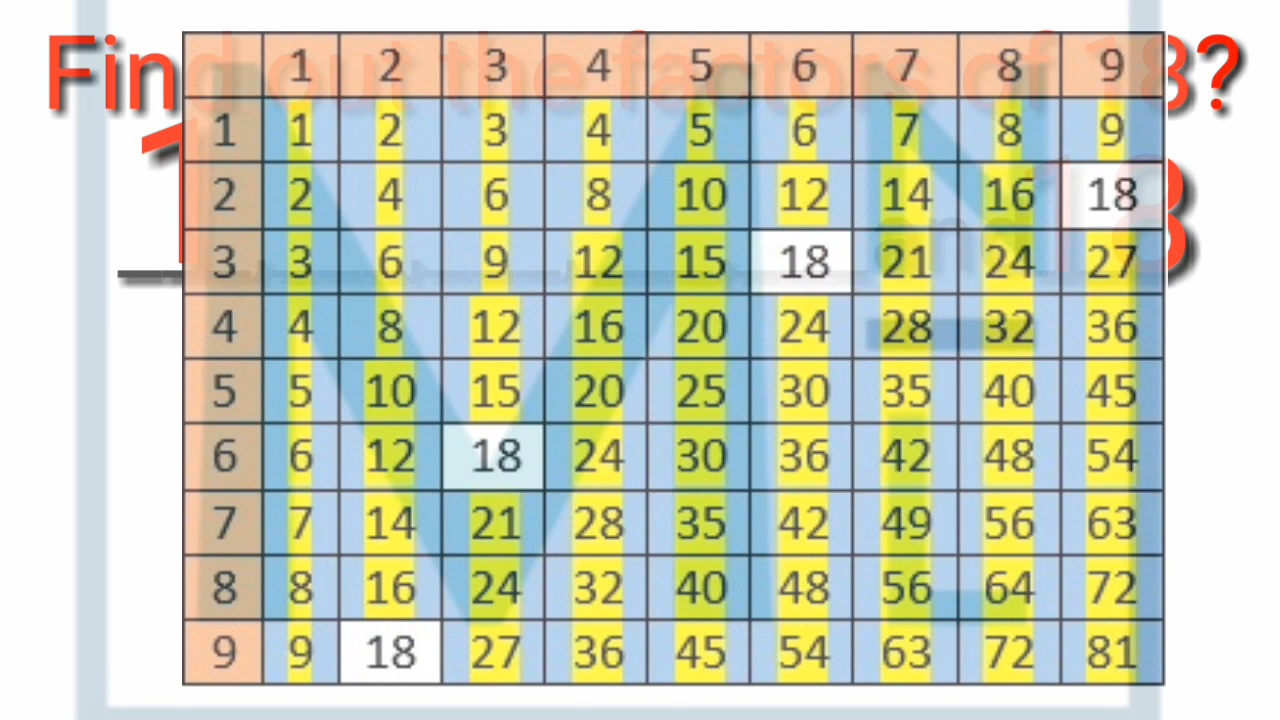 Find out the factors of 18?
1 and 18
1 2 3 4 5 6 7 8 9
1 1 2 3 4 5 6 7 8 9
2 2 4 6 8 10 12 14 16 18
3 3 6 9 12 15 18 21 24 27
4 4 8 12 16 20 24 28 32 36
5 5 10 15 20 25 30 35 40 45
6 6 12 18 24 30 36 42 48 54
7 7 14 21 28 35 42 49 56 63
8 8 16 24 32 40 48 56 64 72
9 9 18 27 36 45 54 63 72 81